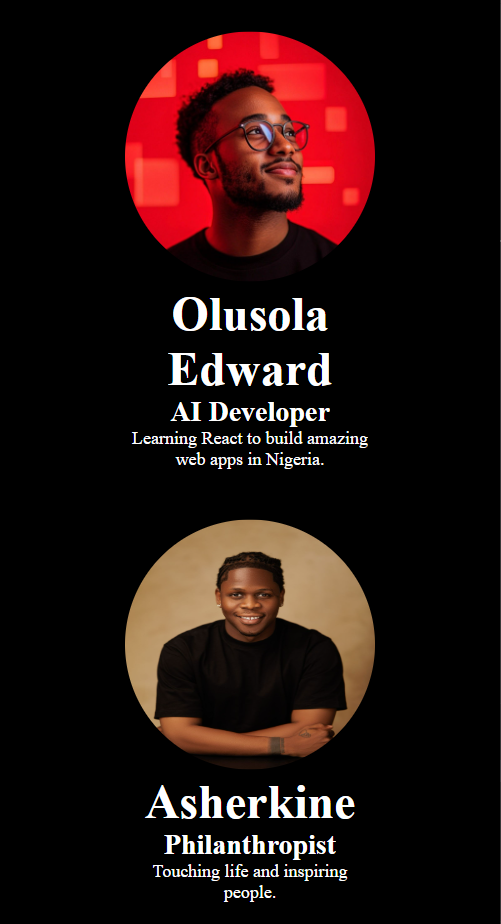 Olusola
Edward
AI Developer
Learning React to build amazing
web apps in Nigeria.
Asherkine
Philanthropist
Touching life and inspiring
people.